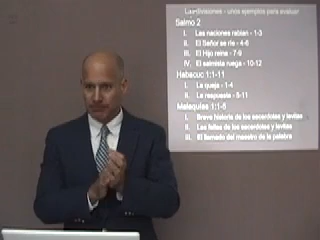 Las divisiones - unos ejemplos para evaluar
Salmo 2
I. Las naciones rabian - 1-3
II. El Señor se ríe - 4-6
III. El Hijo reina - 7-9
IV. El salmista ruega - 10-12
Habacuc 1:1-11
I. La queja - 1-4
II. La respuesta - 5-11
Malaquías 1:1-6
I. Breve historia de los sacerdotes y levitas
II. Las faltas de los sacerdotes y levitas
III. El llamado del maestro de la palabra